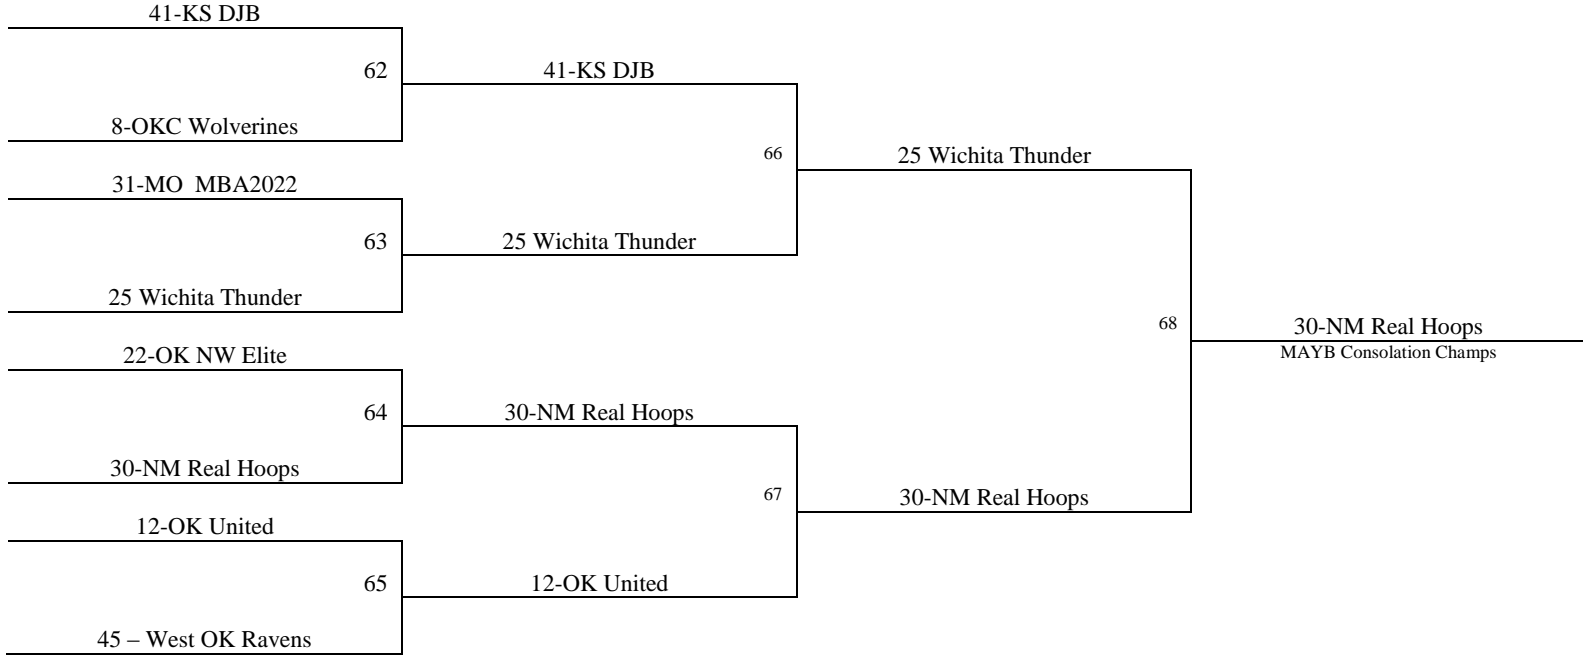 41-KS DJB
62
41-KS DJB
8-OKC Wolverines
66
25 Wichita Thunder
31-MO  MBA2022
63
25 Wichita Thunder
25 Wichita Thunder
68
30-NM Real Hoops
MAYB Consolation Champs
22-OK NW Elite
64
30-NM Real Hoops
30-NM Real Hoops
67
30-NM Real Hoops
12-OK United
65
12-OK United
45 – West OK Ravens